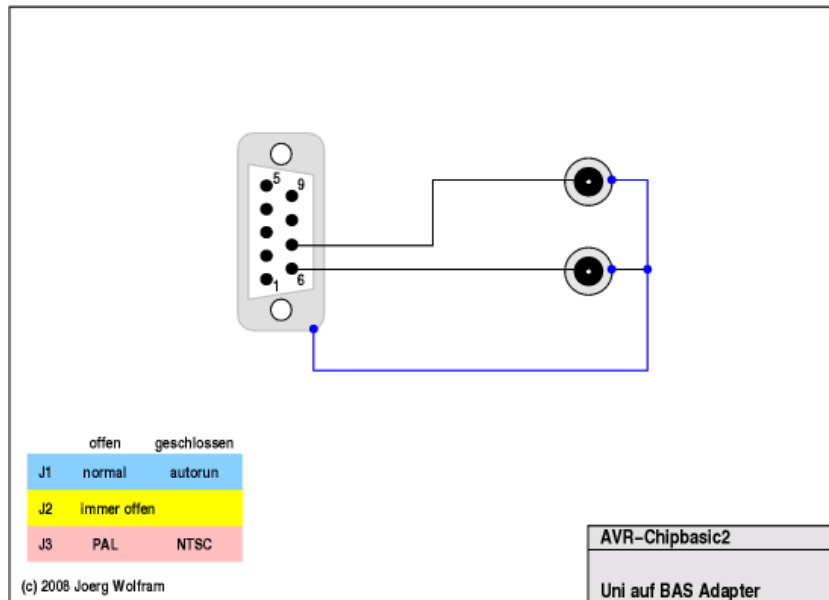 5
9
1
6
offen geschlossen
J1 normal autorun
J2 immer offen
J3 PAL NTSC
(c) 2008 Joerg Wolfram
AVR-Chipbasic2
Uni auf BAS Adapter